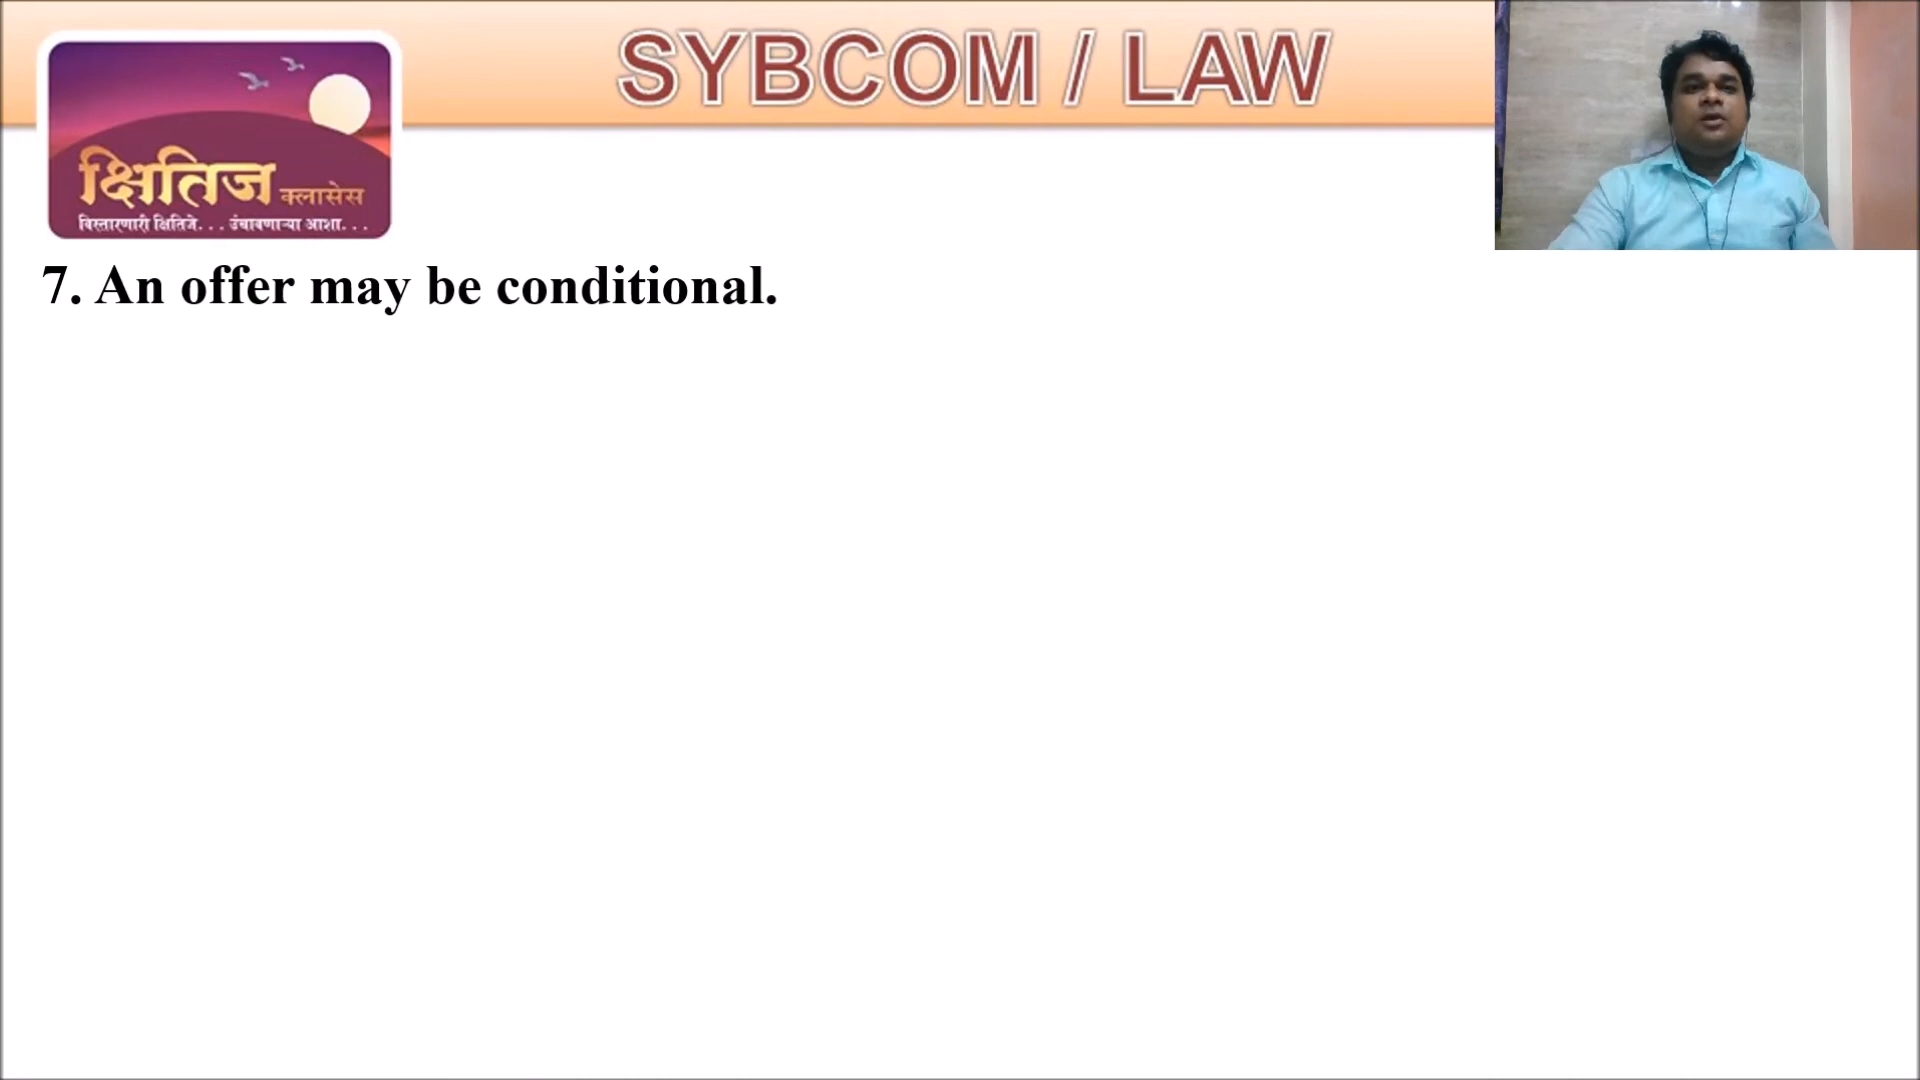 SYBCOM / LAW
क्षितिज क्लासेस
विस्तारणारी क्षितिजे. . . उंचावणाऱ्या आशा. . .
7. An offer may be conditional.